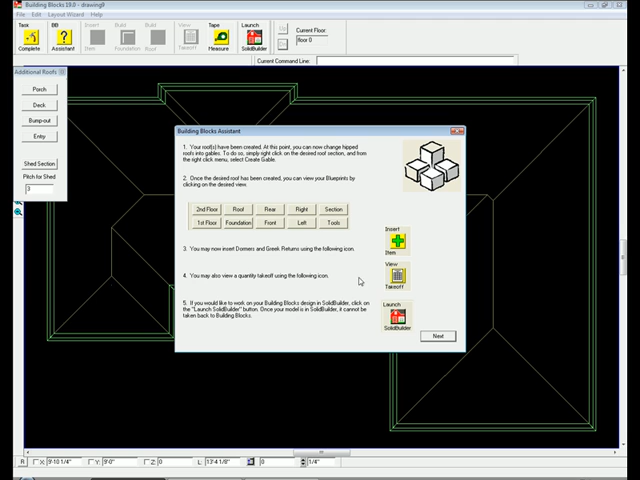 Building Blocks 19.0 - drawing9
File Edit Layout Wizard Help
Task BB Insert Build Build View Tape Launch
Complete Assistant Item Foundation Roof Takeoff Measure SolidBuilder
Up
Dn
Current Floor:
floor 0
Current Command Line:
Additional Roofs
Porch
Deck
Bump-out
Entry
Shed Section
Pitch for Shed
3
Building Blocks Assistant
1. Your roof(s) have been created. At this point, you can now change hipped
roofs into gables. To do so, simply right click on the desired roof section, and from
the right click menu, select Create Gable.
2. Once the desired roof has been created, you can view your Blueprints by
clicking on the desired view.
2nd Floor Roof Rear Right Section
1st Floor Foundation Front Left Tools
3. You may now insert Dormers and Greek Returns using the following icon.
Insert
Item
4. You may also view a quantity takeoff using the following icon.
View
Takeoff
5. If you would like to work on your Building Blocks design in SolidBuilder, click on
the "Launch SolidBuilder" button. Once your model is in SolidBuilder, it cannot be
taken back to Building Blocks.
Launch
SolidBuilder
Next
R X 9'-10 1/4" Y: 9'-0" Z: 0 L: 13'-4 1/8" 0 1/4"